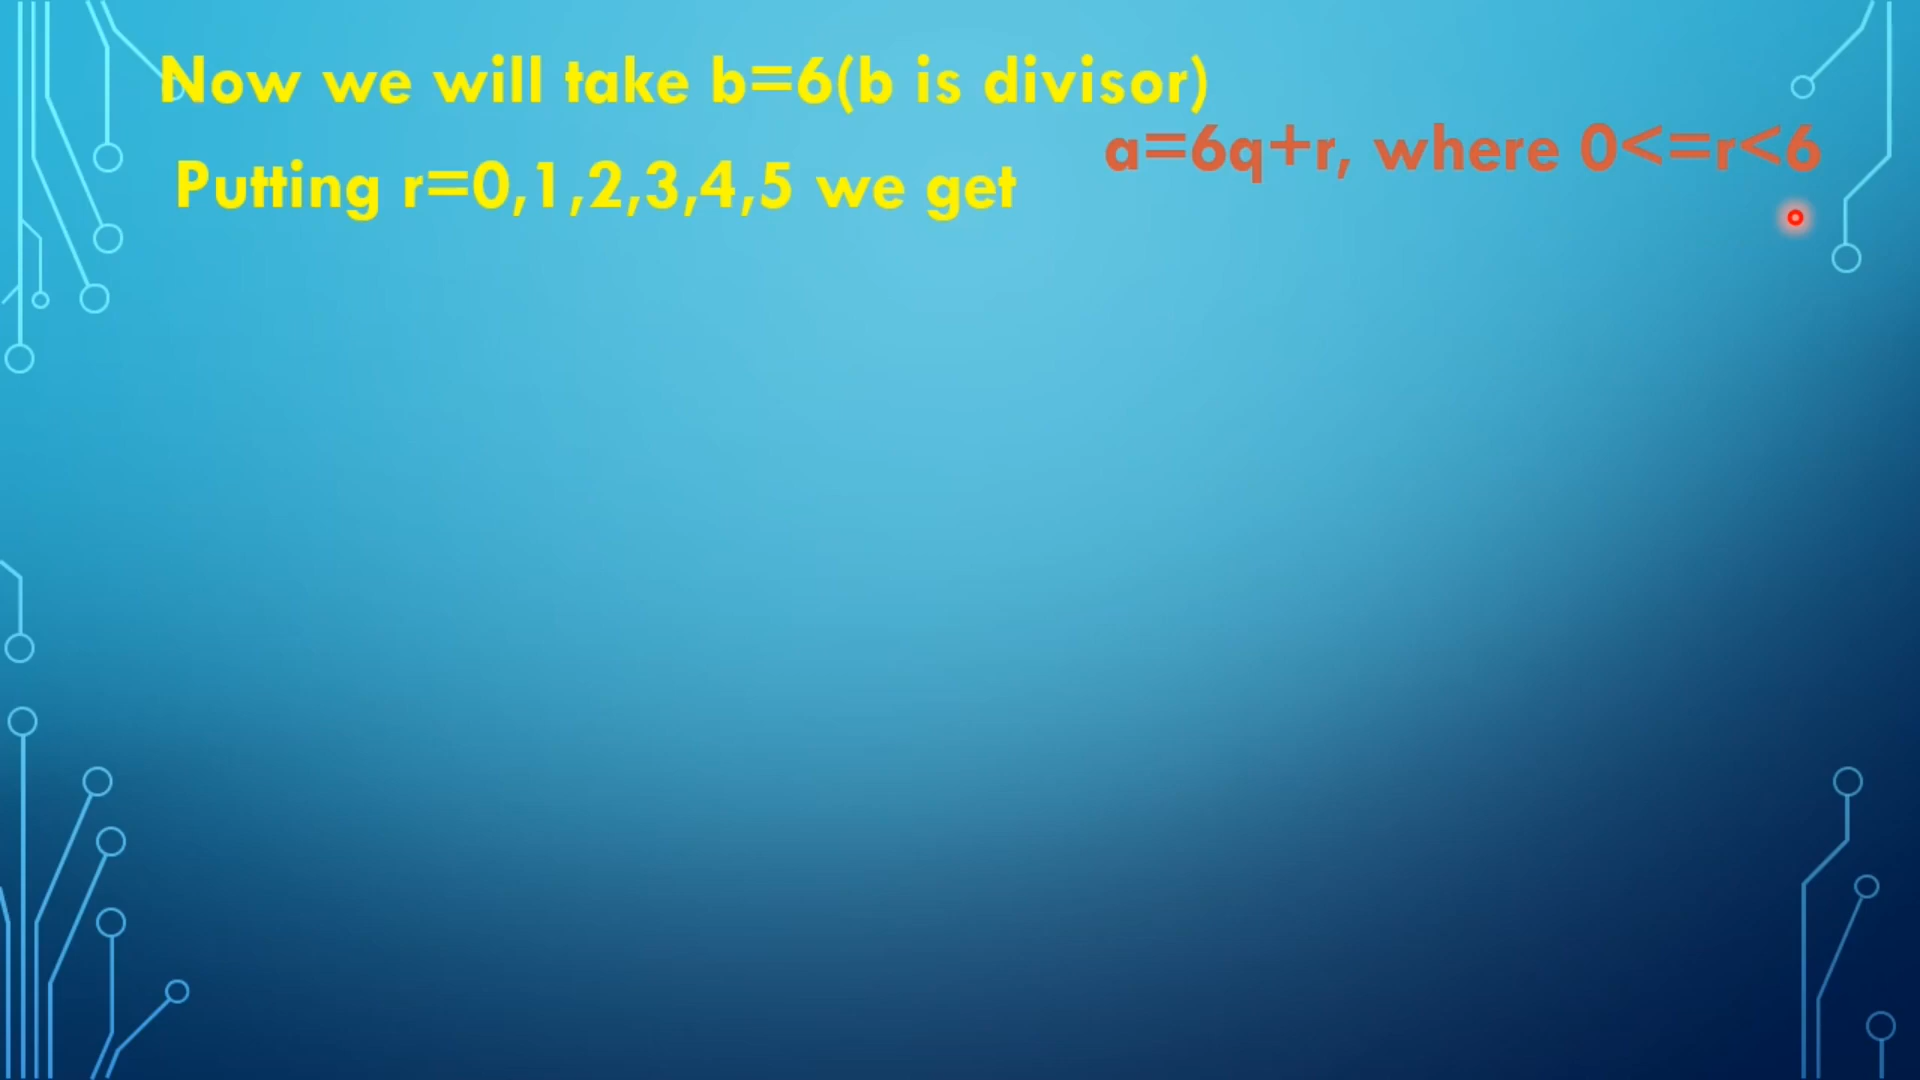 Now we will take b=6(b is divisor)
a=6q+r, where 0<=r<6
Putting r=0,1,2,3,4,5 we get